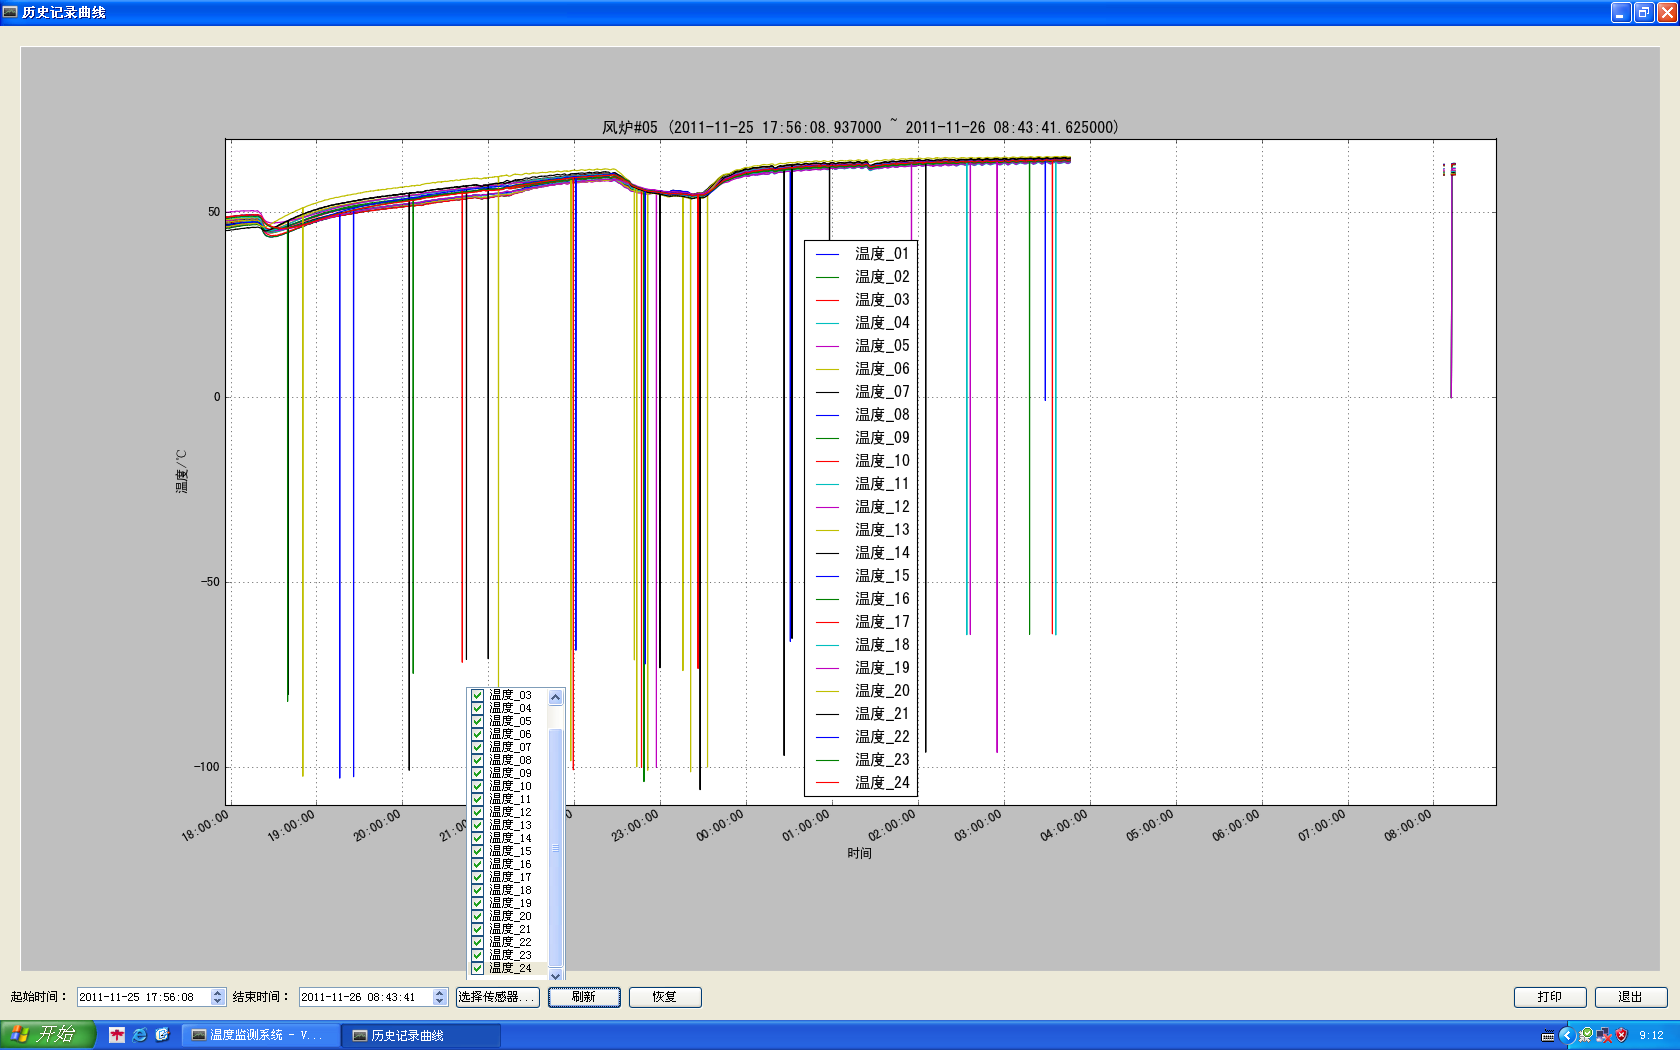 历史记录曲线
风炉#05 (2011-11-25 17:56:08.937000 ~ 2011-11-26 08:43:41.625000)
50
0
-50
-100
温度/℃
温度_01
温度_02
温度_03
温度_04
温度_05
温度_06
温度_07
温度_08
温度_09
温度_10
温度_11
温度_12
温度_13
温度_14
温度_15
温度_16
温度_17
温度_18
温度_19
温度_20
温度_21
温度_22
温度_23
温度_24
温度_03
温度_04
温度_05
温度_06
温度_07
温度_08
温度_09
温度_10
温度_11
温度_12
温度_13
温度_14
温度_15
温度_16
温度_17
温度_18
温度_19
温度_20
温度_21
温度_22
温度_23
温度_24
18:00:00 19:00:00 20:00:00 21:0 0 23:00:00 00:00:00 01:00:00 02:00:00 03:00:00 04:00:00 05:00:00 06:00:00 07:00:00 08:00:00
时间
起始时间： 2011-11-25 17:56:08 结束时间： 2011-11-26 08:43:41 选择传感器... 刷新 恢复 打印 退出
开始 温度监测系统 - V... 历史记录曲线 9:12